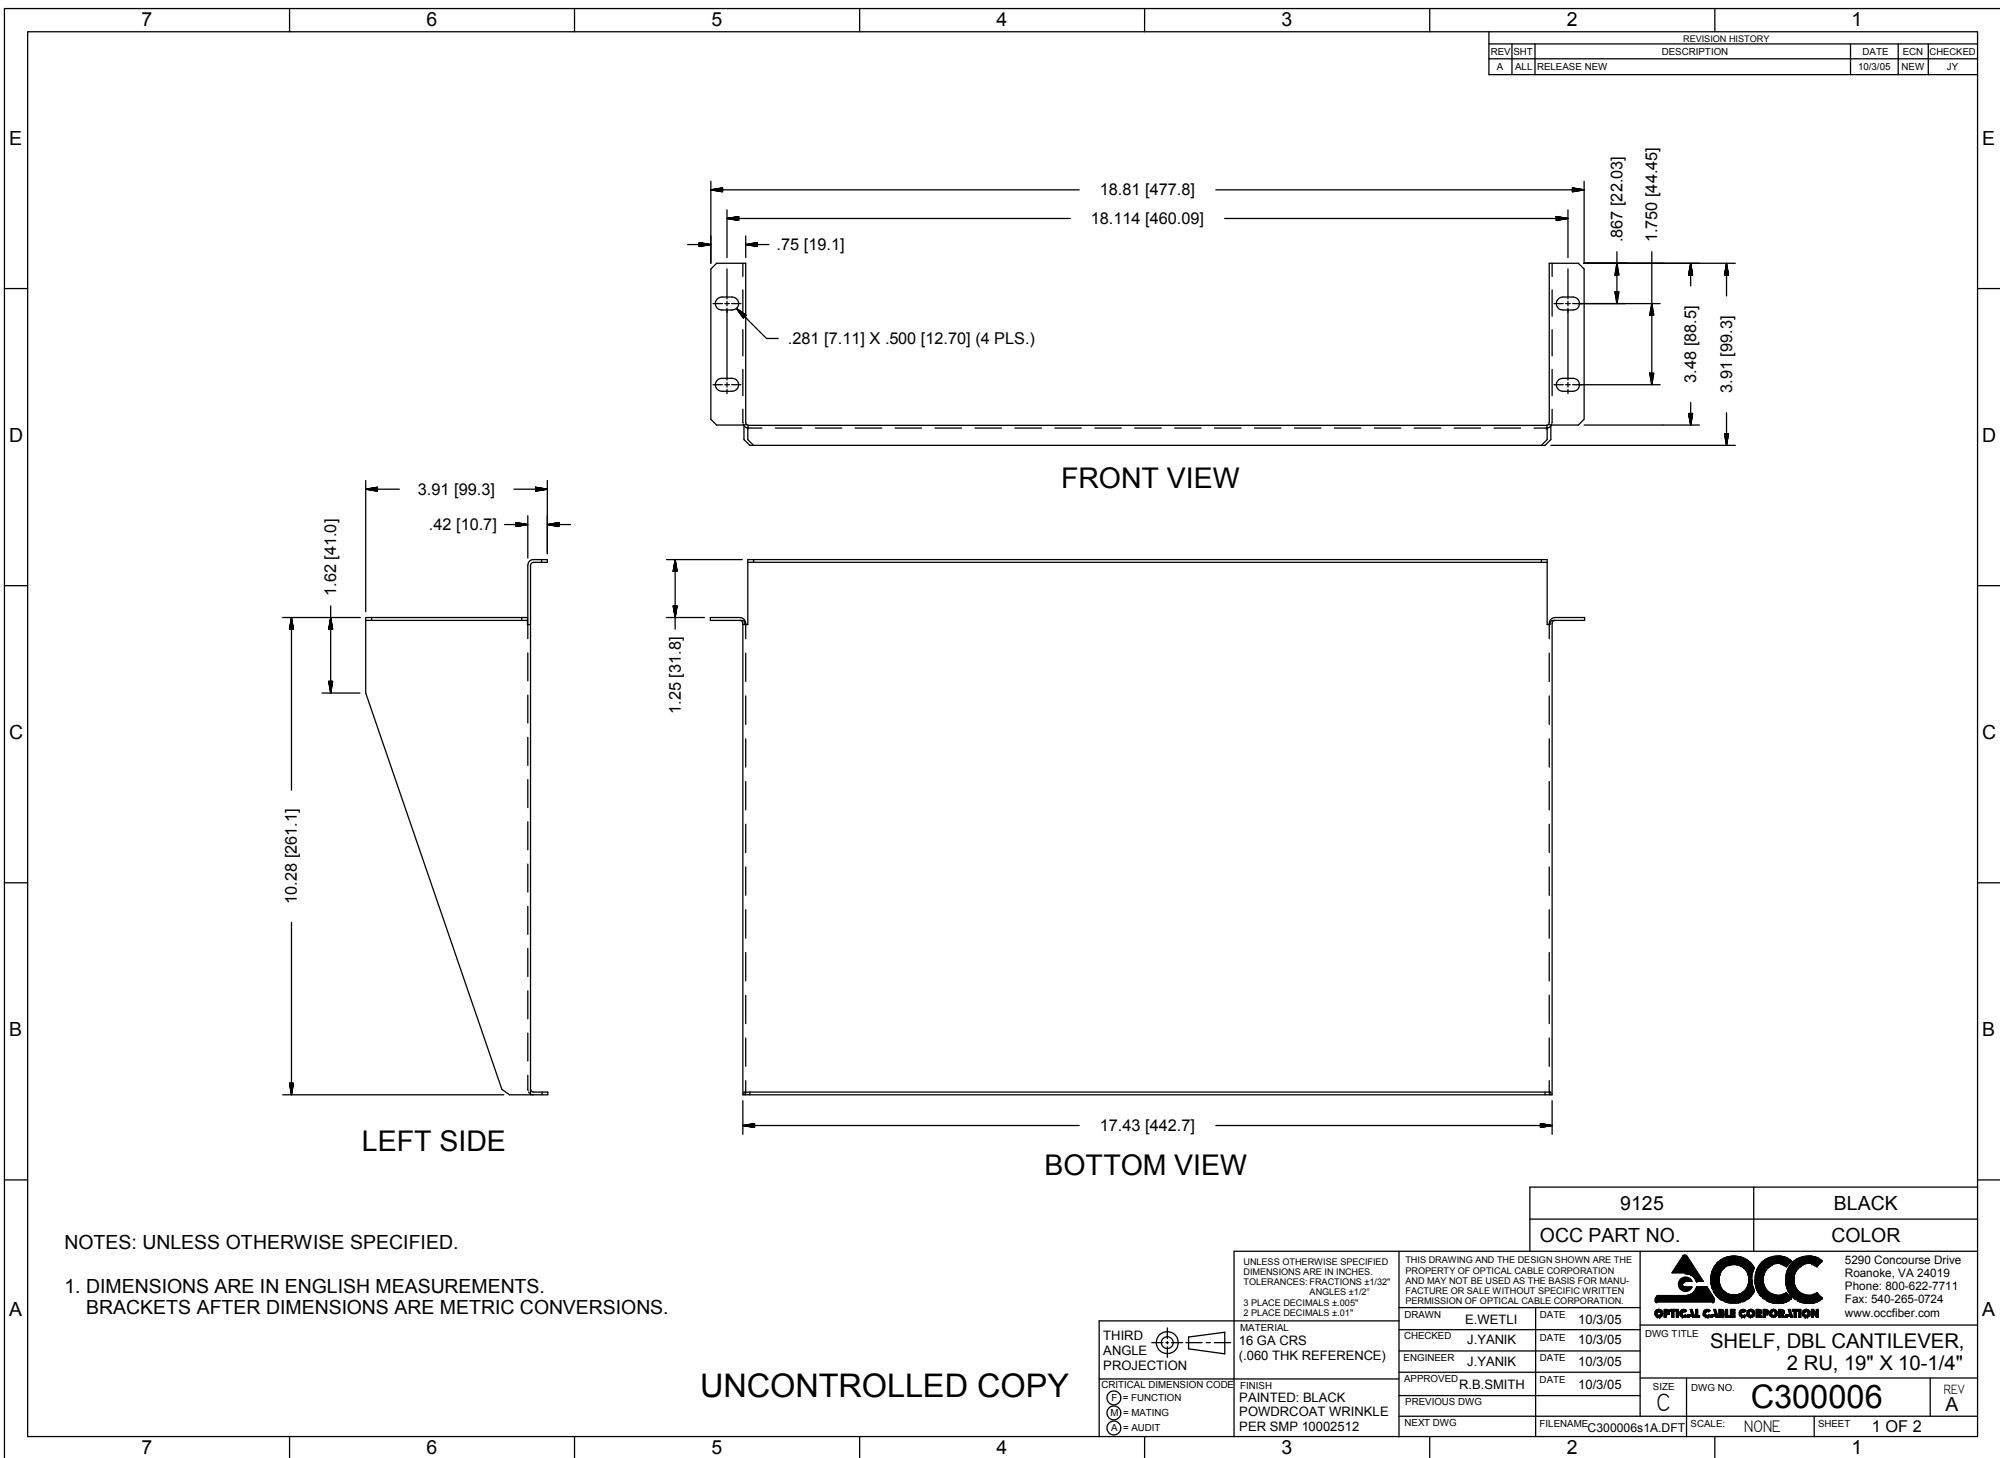 7 6 5 4 3 2 1
REVISION HISTORY
REV SHT DESCRIPTION DATE ECN CHECKED
A ALL RELEASE NEW 10/3/05 NEW JY
E E
18.81 [477.8]
18.114 [460.09]
.75 [19.1]
.867 [22.03]
1.750 [44.45]
.281 [7.11] X .500 [12.70] (4 PLS.)
3.48 [88.5]
3.91 [99.3]
D D
FRONT VIEW
3.91 [99.3]
.42 [10.7]
1.62 [41.0]
1.25 [31.8]
C C
10.28 [261.1]
B B
17.43 [442.7]
LEFT SIDE
BOTTOM VIEW
9125 BLACK
OCC PART NO. COLOR
NOTES: UNLESS OTHERWISE SPECIFIED.
1. DIMENSIONS ARE IN ENGLISH MEASUREMENTS.
BRACKETS AFTER DIMENSIONS ARE METRIC CONVERSIONS.
A A
UNCONTROLLED COPY
THIRD
ANGLE
PROJECTION
CRITICAL DIMENSION CODE
F = FUNCTION
M = MATING
A = AUDIT
UNLESS OTHERWISE SPECIFIED
DIMENSIONS ARE IN INCHES.
TOLERANCES: FRACTIONS ±1/32"
ANGLES ±1/2°
3 PLACE DECIMALS ±.005"
2 PLACE DECIMALS ±.01"
MATERIAL
16 GA CRS
(.060 THK REFERENCE)
FINISH
PAINTED: BLACK
POWDRCOAT WRINKLE
PER SMP 10002512
THIS DRAWING AND THE DESIGN SHOWN ARE THE
PROPERTY OF OPTICAL CABLE CORPORATION
AND MAY NOT BE USED AS THE BASIS FOR MANU-
FACTURE OR SALE WITHOUT SPECIFIC WRITTEN
PERMISSION OF OPTICAL CABLE CORPORATION.
DRAWN E.WETLI DATE 10/3/05
CHECKED J.YANIK DATE 10/3/05
ENGINEER J.YANIK DATE 10/3/05
APPROVED R.B.SMITH DATE 10/3/05
PREVIOUS DWG
NEXT DWG FILENAME C300006s1A.DFT
OCC
OPTICAL CABLE CORPORATION
5290 Concourse Drive
Roanoke, VA 24019
Phone: 800-622-7711
Fax: 540-265-0724
www.occfiber.com
DWG TITLE SHELF, DBL CANTILEVER,
2 RU, 19" X 10-1/4"
SIZE C DWG NO. C300006 REV A
SCALE: NONE SHEET 1 OF 2
7 6 5 4 3 2 1